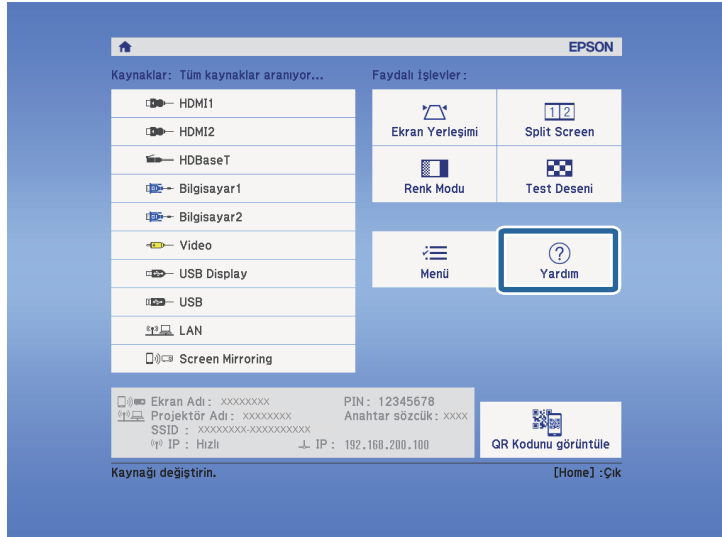 EPSON
Kaynaklar: Tüm kaynaklar aranıyor...
HDMI1
HDMI2
HDBaseT
Bilgisayar1
Bilgisayar2
Video
USB Display
USB
LAN
Screen Mirroring
Faydalı işlevler:
Ekran Yerleşimi
1 2
Split Screen
Renk Modu
Test Deseni
Menü
?
Yardım
Ekran Adı: XXXXXXXX
PIN: 12345678
Projektör Adı: XXXXXXX
Anahtar sözcük: XXXX
SSID : XXXXXXXX-XXXXXXXXXX
IP : Hızlı
IP : 192.168.200.100
QR Kodunu görüntüle
Kaynağı değiştirin.
[Home] :Çık